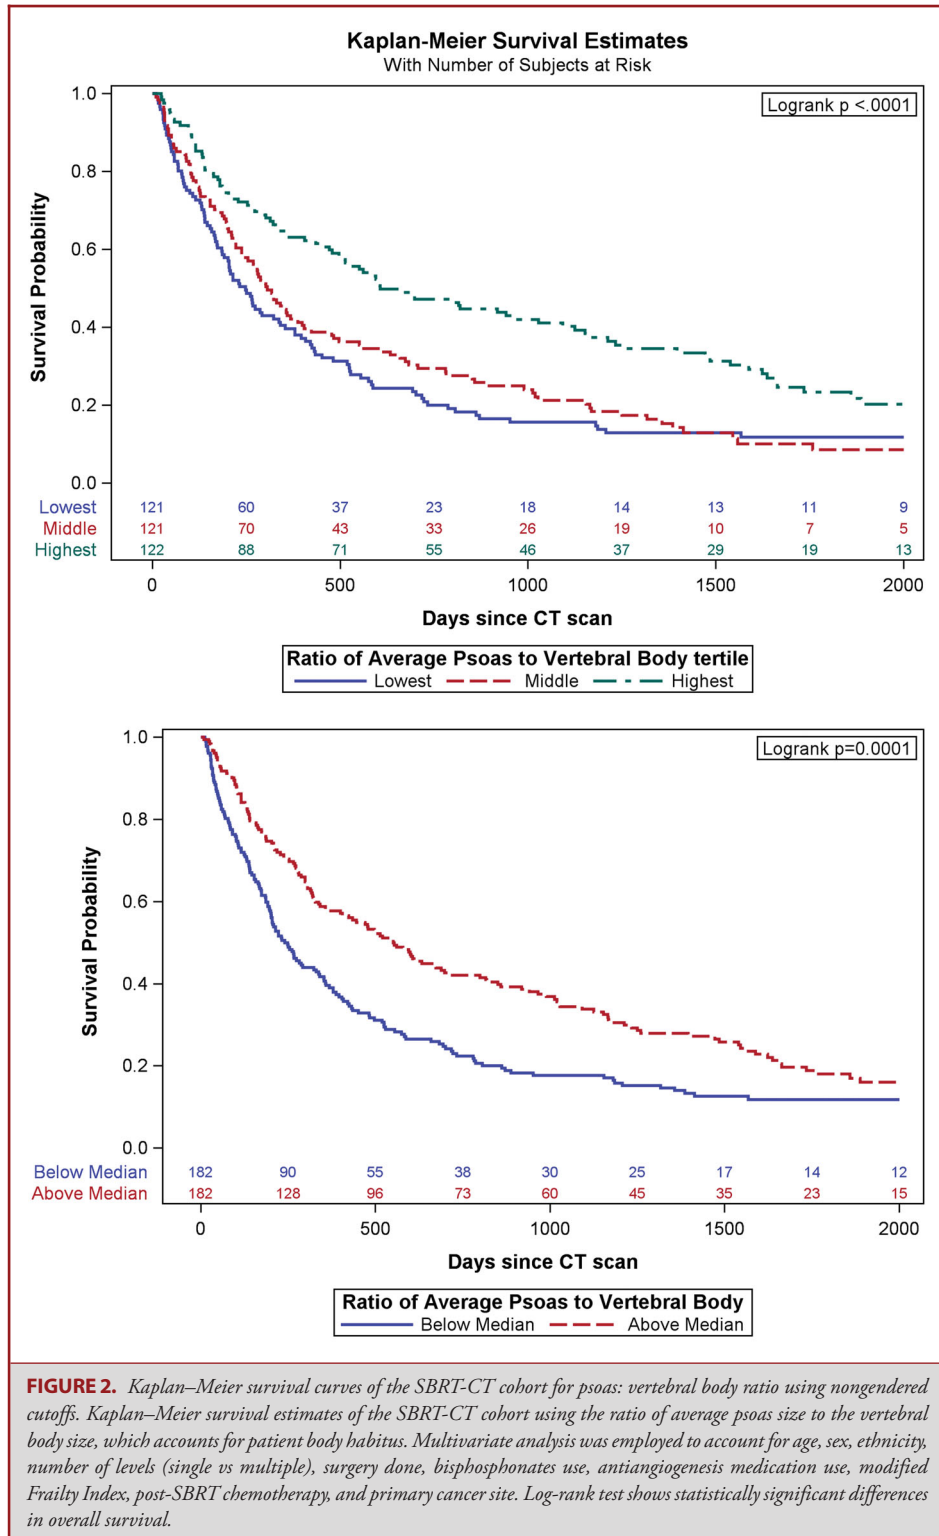 Kaplan-Meier Survival Estimates
With Number of Subjects at Risk
Logrank p <.0001
Survival Probability
1.0
0.8
0.6
0.4
0.2
0.0
Lowest 121 60 37 23 18 14 13 11 9
Middle 121 70 43 33 26 19 10 7 5
Highest 122 88 71 55 46 37 29 19 13
0 500 1000 1500 2000
Days since CT scan
Ratio of Average Psoas to Vertebral Body tertile
Lowest Middle Highest
Logrank p=0.0001
Survival Probability
1.0
0.8
0.6
0.4
0.2
0.0
Below Median 182 90 55 38 30 25 17 14 12
Above Median 182 128 96 73 60 45 35 23 15
0 500 1000 1500 2000
Days since CT scan
Ratio of Average Psoas to Vertebral Body
Below Median Above Median
FIGURE 2. Kaplan–Meier survival curves of the SBRT-CT cohort for psoas: vertebral body ratio using nongendered
cutoffs. Kaplan–Meier survival estimates of the SBRT-CT cohort using the ratio of average psoas size to the vertebral
body size, which accounts for patient body habitus. Multivariate analysis was employed to account for age, sex, ethnicity,
number of levels (single vs multiple), surgery done, bisphosphonates use, antiangiogenesis medication use, modified
Frailty Index, post-SBRT chemotherapy, and primary cancer site. Log-rank test shows statistically significant differences
in overall survival.